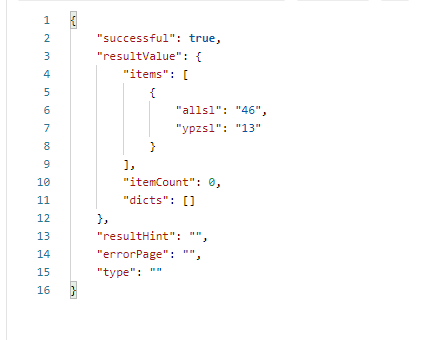 1 {
2 "successful": true,
3 "resultValue": {
4 "items": [
5 {
6 "allsl": "46",
7 "ypzsl": "13"
8 }
9 ],
10 "itemCount": 0,
11 "dicts": []
12 },
13 "resultHint": "",
14 "errorPage": "",
15 "type": ""
16 }